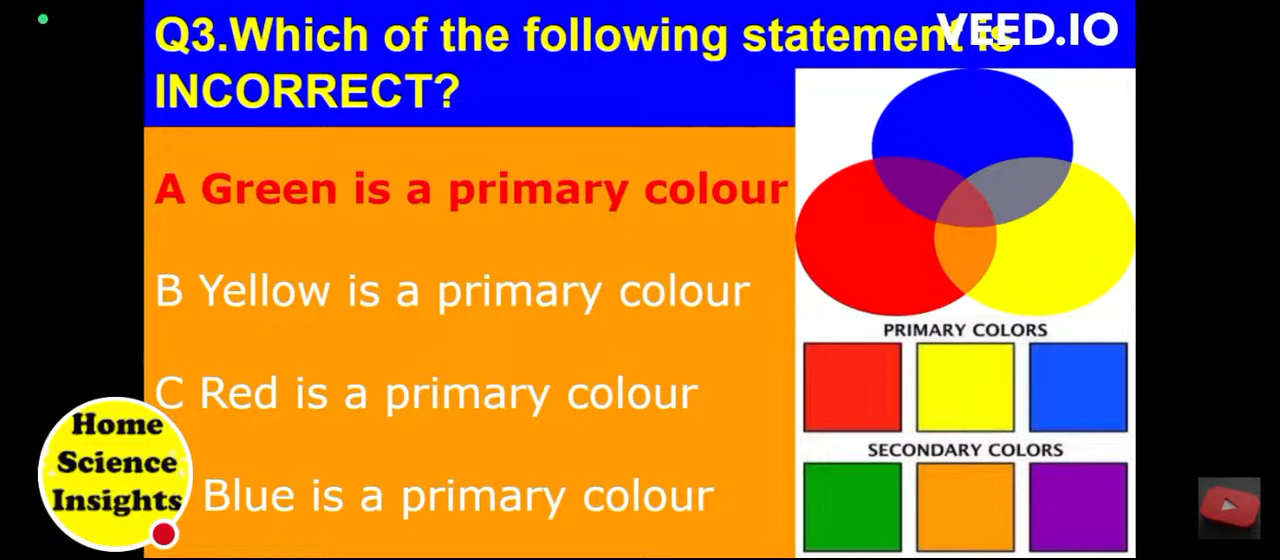 Q3.Which of the following statement is
VEED.IO
INCORRECT?
A Green is a primary colour
B Yellow is a primary colour
C Red is a primary colour
Blue is a primary colour
PRIMARY COLORS
SECONDARY COLORS
Home
Science
Insights